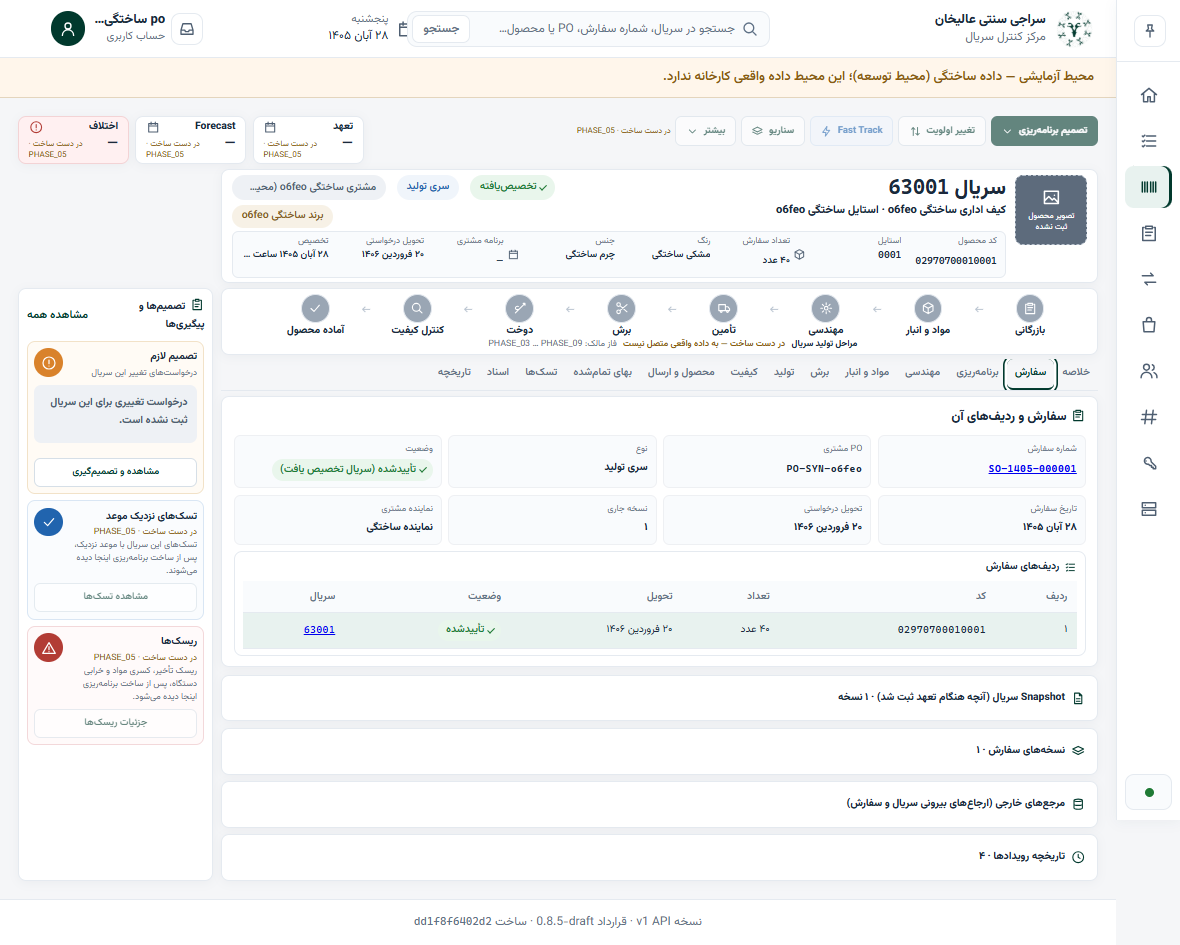 سراجی سنتی عالیخان
مرکز کنترل سریال
جستجو در سریال، شماره سفارش، PO یا محصول...
جستجو
پنجشنبه
۲۸ آبان ۱۴۰۵
po ساختگی...
حساب کاربری
محیط آزمایشی — داده ساختگی (محیط توسعه)؛ این محیط داده واقعی کارخانه ندارد.
تصمیم برنامه‌ریزی
تغییر اولویت
Fast Track
سناریو
بیشتر
در دست ساخت · PHASE_05
تعهد
—
در دست ساخت · PHASE_05
Forecast
—
در دست ساخت · PHASE_05
اختلاف
—
در دست ساخت · PHASE_05
تصویر محصول ثبت نشده
سریال 63001
تخصیص‌یافته
سری تولید
مشتری ساختگی o6feo (محیـ...
برند ساختگی o6feo
کیف اداری ساختگی o6feo · استایل ساختگی o6feo
کد محصول
02970700010001
استایل
0001
تعداد سفارش
۴۰ عدد
رنگ
مشکی ساختگی
جنس
چرم ساختگی
برنامه مشتری
—
تحویل درخواستی
۲۰ فروردین ۱۴۰۶
تخصیص
۲۸ آبان ۱۴۰۵ ساعت ...
بازرگانی
مواد و انبار
مهندسی
تأمین
برش
دوخت
کنترل کیفیت
آماده محصول
مراحل تولید سریال در دست ساخت — به داده واقعی متصل نیست فاز مالک: PHASE_03 … PHASE_09
خلاصه
سفارش
برنامه‌ریزی
مهندسی
مواد و انبار
برش
تولید
کیفیت
محصول و ارسال
بهای تمام‌شده
تسک‌ها
اسناد
تاریخچه
سفارش و ردیف‌های آن
شماره سفارش
SO-1405-000001
PO مشتری
PO-SYN-o6feo
نوع
سری تولید
وضعیت
تأییدشده (سریال تخصیص یافت)
تاریخ سفارش
۲۸ آبان ۱۴۰۵
تحویل درخواستی
۲۰ فروردین ۱۴۰۶
نسخه جاری
۱
نماینده مشتری
نماینده ساختگی
ردیف‌های سفارش
ردیف کد تعداد تحویل وضعیت سریال
۱ 02970700010001 ۴۰ عدد ۲۰ فروردین ۱۴۰۶ تأییدشده 63001
Snapshot سریال (آنچه هنگام تعهد ثبت شد) · ۱ نسخه
نسخه‌های سفارش · ۱
مرجع‌های خارجی (ارجاع‌های بیرونی سریال و سفارش)
تاریخچه رویدادها · ۴
تصمیم‌ها و پیگیری‌ها
مشاهده همه
تصمیم لازم
درخواست‌های تغییر این سریال
درخواست تغییری برای این سریال ثبت نشده است.
مشاهده و تصمیم‌گیری
تسک‌های نزدیک موعد
در دست ساخت · PHASE_05
تسک‌های این سریال با موعد نزدیک،
پس از ساخت برنامه‌ریزی اینجا دیده
می‌شوند.
مشاهده تسک‌ها
ریسک‌ها
در دست ساخت · PHASE_05
ریسک تأخیر، کسری مواد و خرابی
دستگاه، پس از ساخت برنامه‌ریزی
اینجا دیده می‌شود.
جزئیات ریسک‌ها
نسخه API v1 · قرارداد 0.8.5-draft · ساخت dd1f8f6402d2